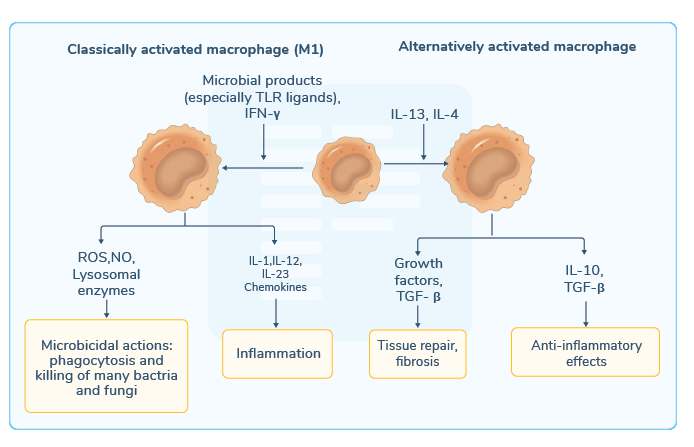 Classically activated macrophage (M1)
Alternatively activated macrophage
Microbial products
(especially TLR ligands),
IFN-γ
IL-13, IL-4
ROS,NO,
Lysosomal
enzymes
IL-1,IL-12,
IL-23
Chemokines
Growth
factors,
TGF- β
IL-10,
TGF-β
Microbicidal actions:
phagocytosis and
killing of many bactria
and fungi
Inflammation
Tissue repair,
fibrosis
Anti-inflammatory
effects